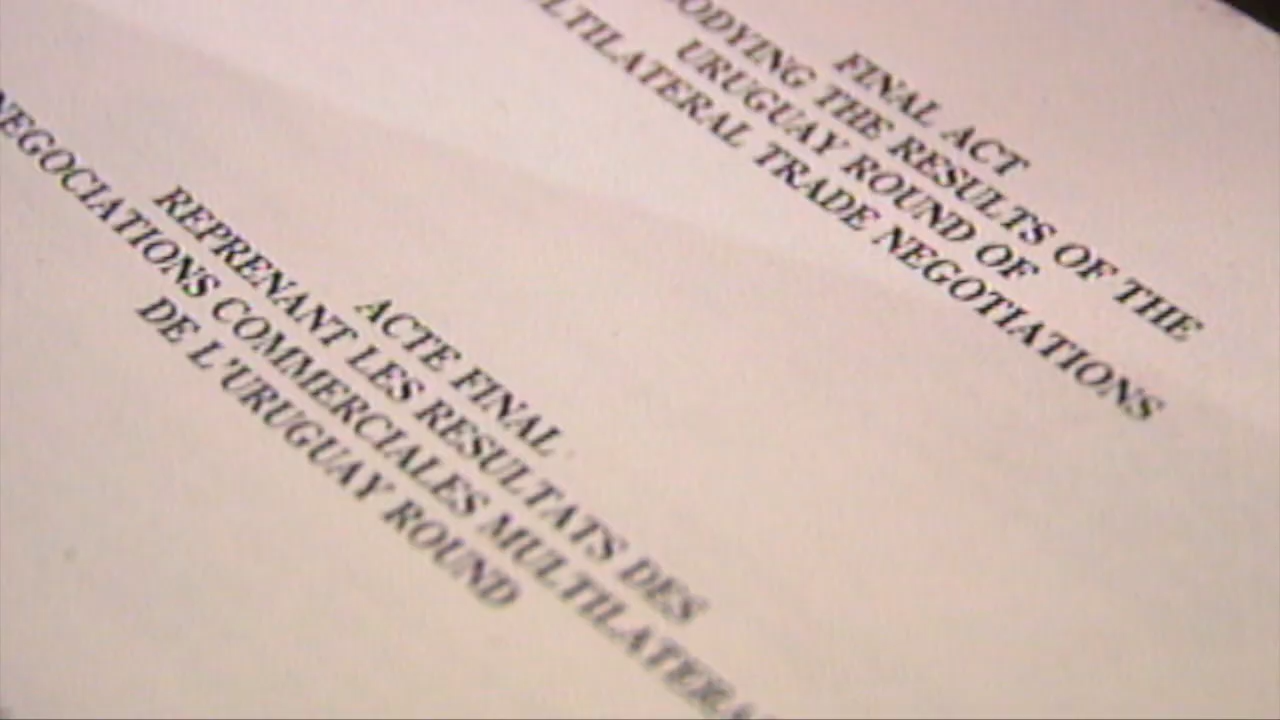 FINAL ACT
ODYING THE RESULTS OF THE
URUGUAY ROUND OF
LTILATERAL TRADE NEGOTIATIONS
ACTE FINAL
REPRENANT LES RESULTATS DES
NEGOCIATIONS COMMERCIALES MULTILATERA
DE L'URUGUAY ROUND